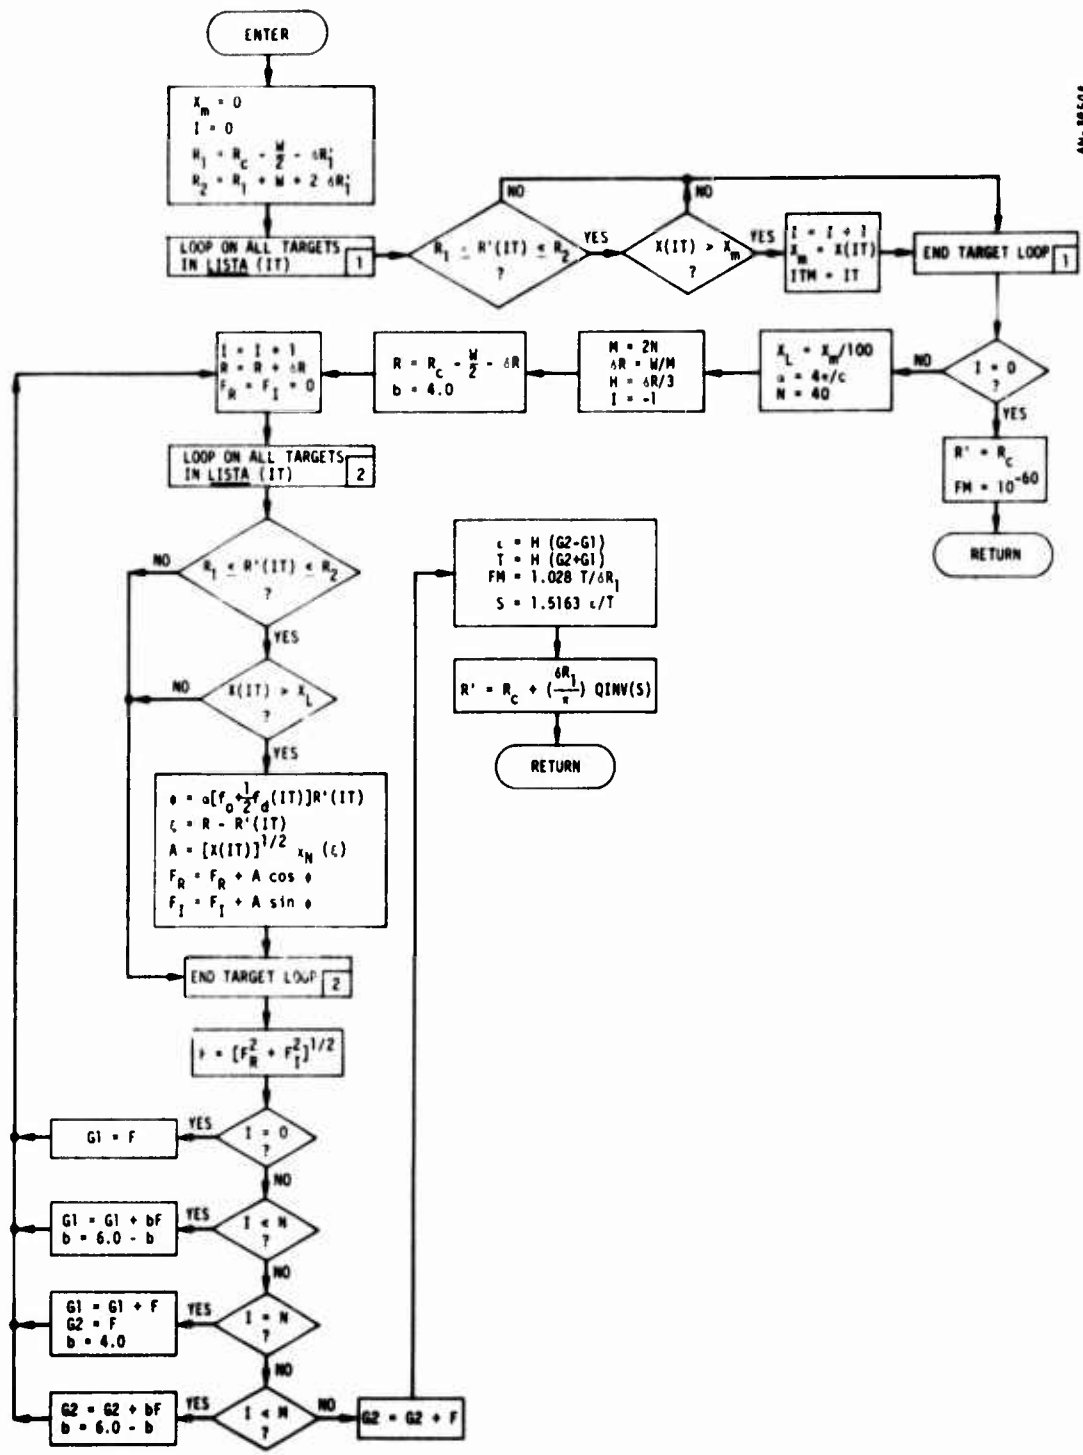 ENTER
X_m = 0
I = 0
R_1 = R_c - W/2 - δR_1'
R_2 = R_1 + W + 2 δR_1'
LOOP ON ALL TARGETS
IN LISTA (IT) 1
R_1 ≤ R'(IT) ≤ R_2
?
NO
YES
X(IT) > X_m
?
NO
YES
I = I + 1
X_m = X(IT)
ITM = IT
END TARGET LOOP 1
I = 0
?
NO
YES
R' = R_c
FM = 10^-60
RETURN
X_L = X_m/100
α = 4π/c
N = 40
M = 2N
δR = W/M
H = δR/3
I = -1
R = R_c - W/2 - δR
b = 4.0
I = I + 1
R = R + δR
F_R = F_I = 0
LOOP ON ALL TARGETS
IN LISTA (IT) 2
R_1 ≤ R'(IT) ≤ R_2
?
NO
YES
X(IT) > X_L
?
NO
YES
φ = α[f_o + 1/2 f_d(IT)]R'(IT)
ξ = R - R'(IT)
A = [X(IT)]^1/2 x_N (ξ)
F_R = F_R + A cos φ
F_I = F_I + A sin φ
END TARGET LOOP 2
F = [F_R^2 + F_I^2]^1/2
I = 0
?
YES
NO
G1 = F
I < N
?
YES
NO
G1 = G1 + bF
b = 6.0 - b
I = N
?
YES
NO
G1 = G1 + F
G2 = F
b = 4.0
I < M
?
YES
NO
G2 = G2 + bF
b = 6.0 - b
G2 = G2 + F
ε = H (G2-G1)
T = H (G2+G1)
FM = 1.028 T/δR_1
S = 1.5163 ε/T
R' = R_c + (δR_1/π) QINV(S)
RETURN